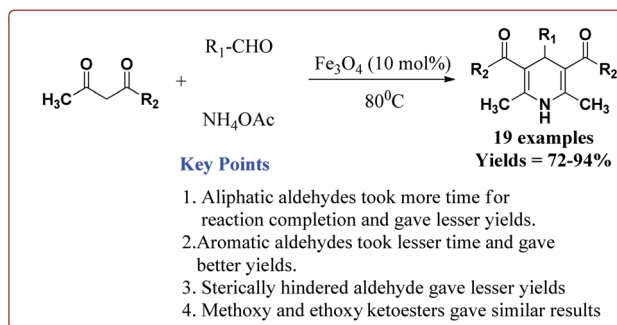 O O
H3C R2
+
R1-CHO
NH4OAc
Fe3O4 (10 mol%)
80⁰C
O R1 O
R2 R2
H3C N CH3
H
19 examples
Yields = 72-94%
Key Points
1. Aliphatic aldehydes took more time for
reaction completion and gave lesser yields.
2.Aromatic aldehydes took lesser time and gave
better yields.
3. Sterically hindered aldehyde gave lesser yields
4. Methoxy and ethoxy ketoesters gave similar results